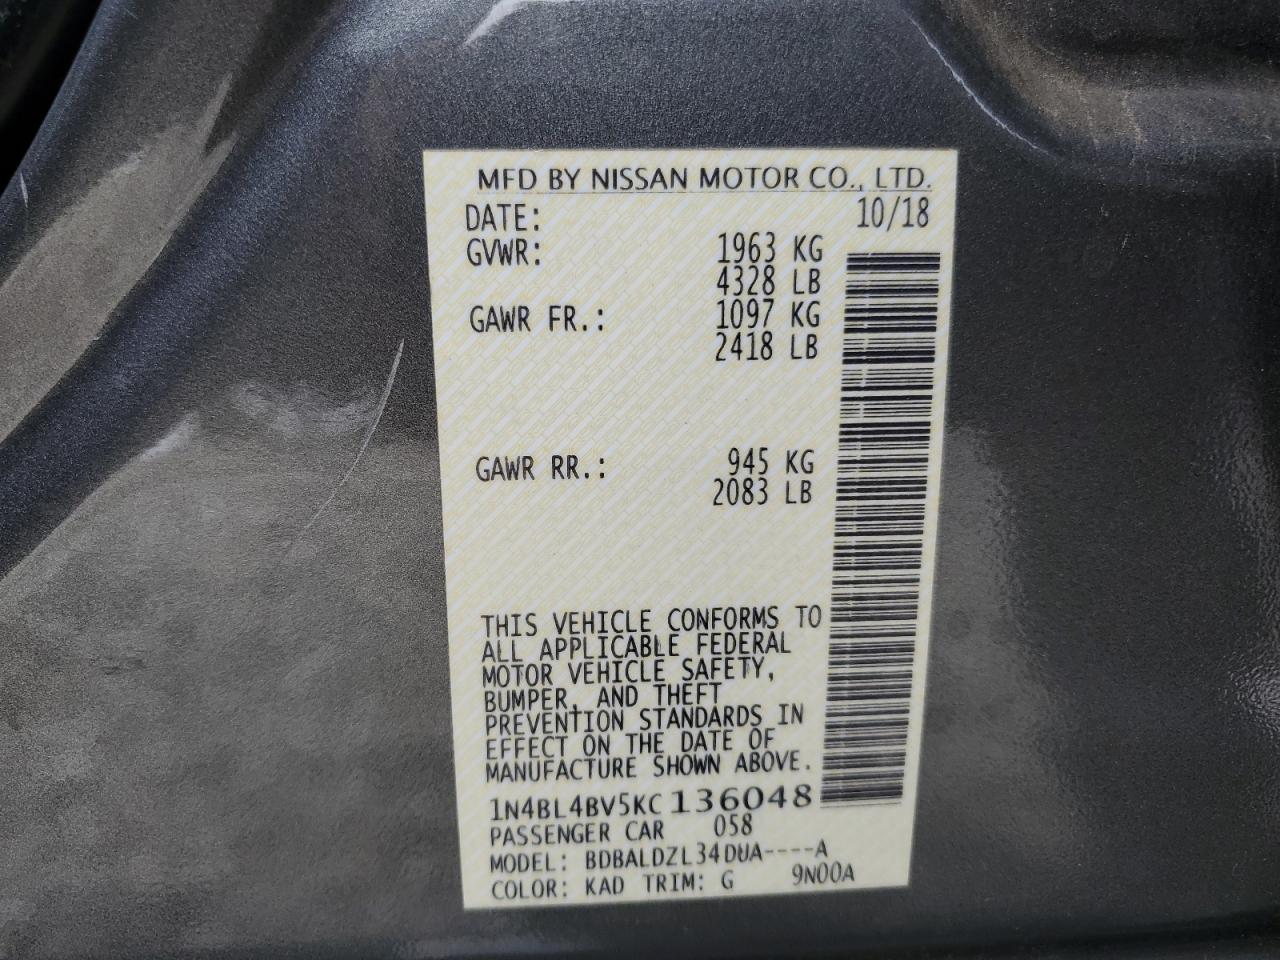 MFD BY NISSAN MOTOR CO., LTD.
DATE: 10/18
GVWR: 1963 KG
4328 LB
GAWR FR.: 1097 KG
2418 LB
GAWR RR.: 945 KG
2083 LB
THIS VEHICLE CONFORMS TO
ALL APPLICABLE FEDERAL
MOTOR VEHICLE SAFETY,
BUMPER, AND THEFT
PREVENTION STANDARDS IN
EFFECT ON THE DATE OF
MANUFACTURE SHOWN ABOVE.
1N4BL4BV5KC136048
PASSENGER CAR 058
MODEL: BDBALDZL34DUA----A
COLOR: KAD TRIM: G 9N00A